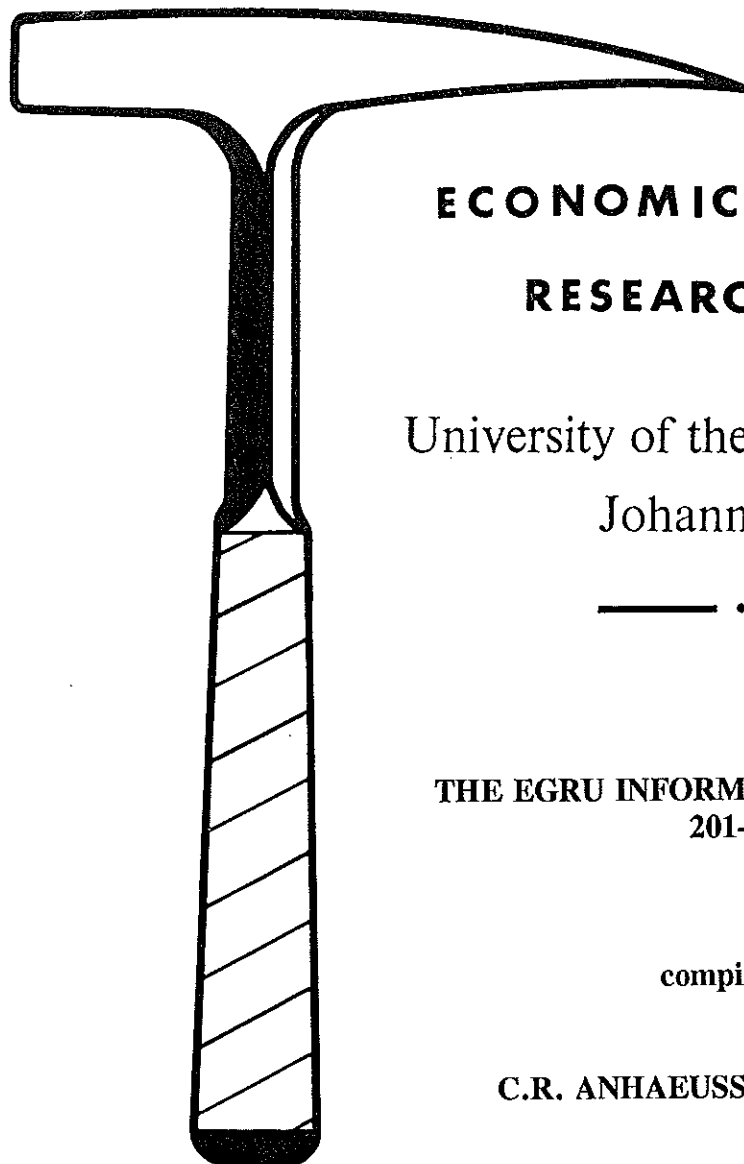 ECONOMIC
RESEARC
University of the
Johann
THE EGRU INFORM
201-
compi
C.R. ANHAEUSS